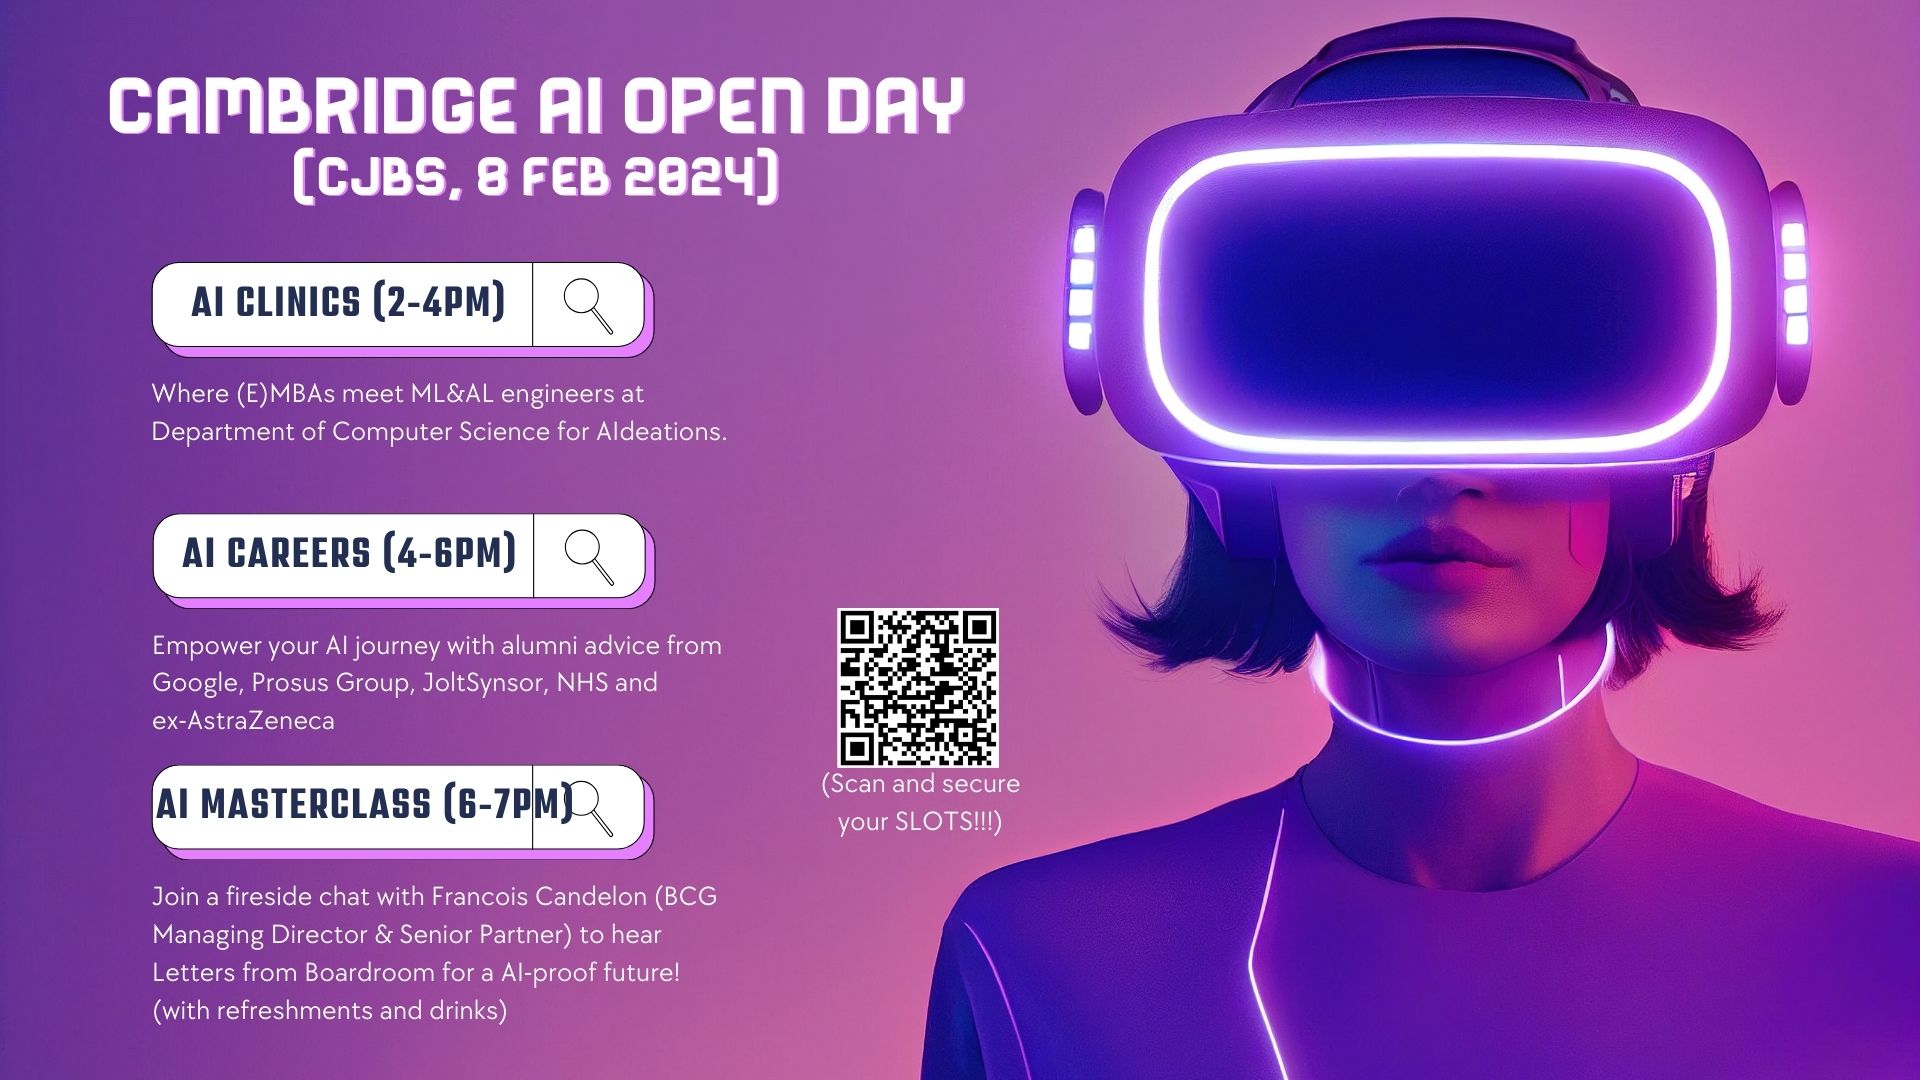 CAMBRIDGE AI OPEN DAY
(CJBS, 8 FEB 2024)
AI CLINICS (2-4PM)
Where (E)MBAs meet ML&AL engineers at
Department of Computer Science for AIdeations.
AI CAREERS (4-6PM)
Empower your AI journey with alumni advice from
Google, Prosus Group, JoltSynsor, NHS and
ex-AstraZeneca
AI MASTERCLASS (6-7PM)
Join a fireside chat with Francois Candelon (BCG
Managing Director & Senior Partner) to hear
Letters from Boardroom for a AI-proof future!
(with refreshments and drinks)
(Scan and secure
your SLOTS!!!)